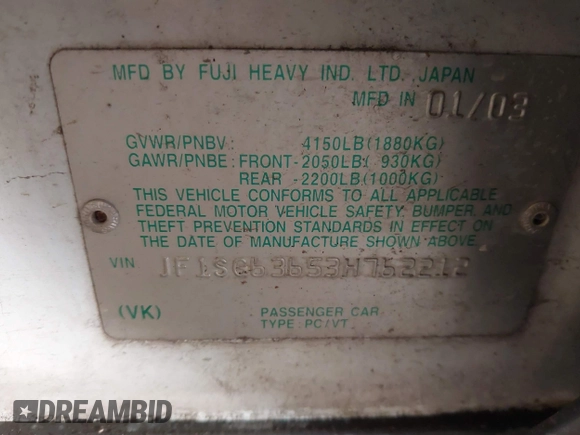 MFD BY FUJI HEAVY IND. LTD. JAPAN
MFD IN 01/03
GVWR/PNBV: 4150LB(1880KG)
GAWR/PNBE: FRONT-2050LB( 930KG)
REAR -2200LB(1000KG)
THIS VEHICLE CONFORMS TO ALL APPLICABLE
FEDERAL MOTOR VEHICLE SAFETY, BUMPER, AND
THEFT PREVENTION STANDARDS IN EFFECT ON
THE DATE OF MANUFACTURE SHOWN ABOVE.
VIN JF1SG63653H752212
(VK) PASSENGER CAR
TYPE: PC/VT
DREAMBID